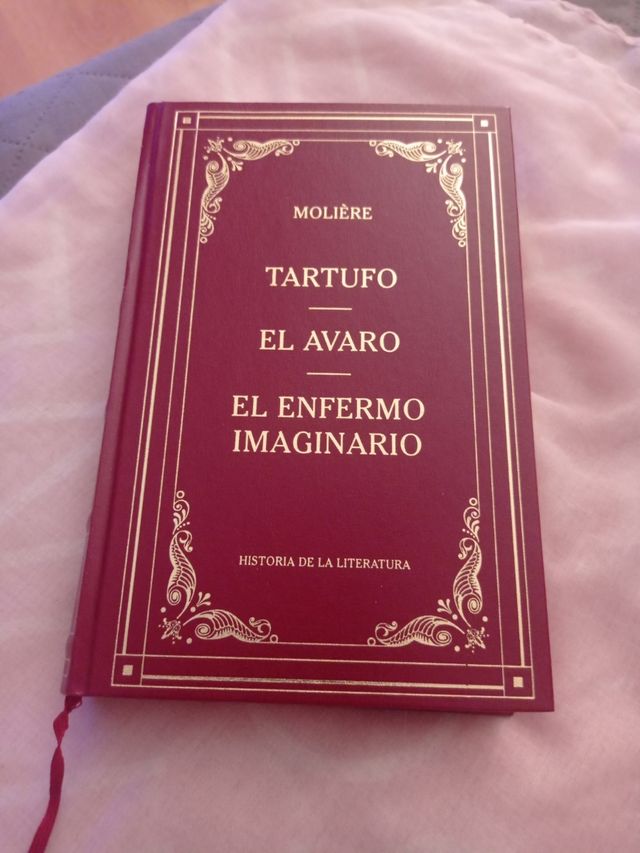 MOLIÈRE
TARTUFO
EL AVARO
EL ENFERMO
IMAGINARIO
HISTORIA DE LA LITERATURA